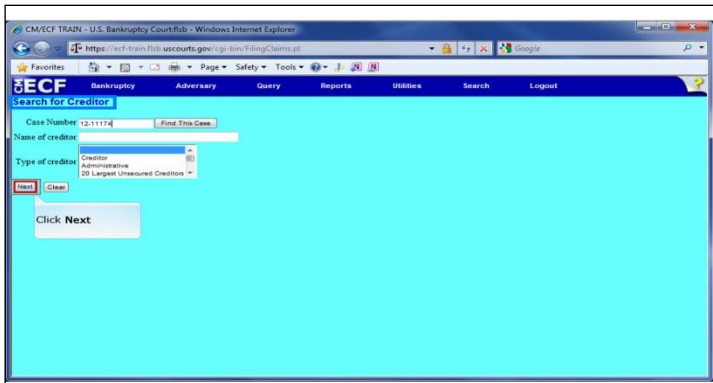 CM/ECF TRAIN - U.S. Bankruptcy Court:flsb - Windows Internet Explorer
https://ecf-train.flsb.uscourts.gov/cgi-bin/FilingClaims.pl
Google
Favorites Page Safety Tools
ECF Bankruptcy Adversary Query Reports Utilities Search Logout ?
Search for Creditor
Case Number 12-11174 Find This Case
Name of creditor
Type of creditor
Creditor
Administrative
20 Largest Unsecured Creditors
Next Clear
Click Next